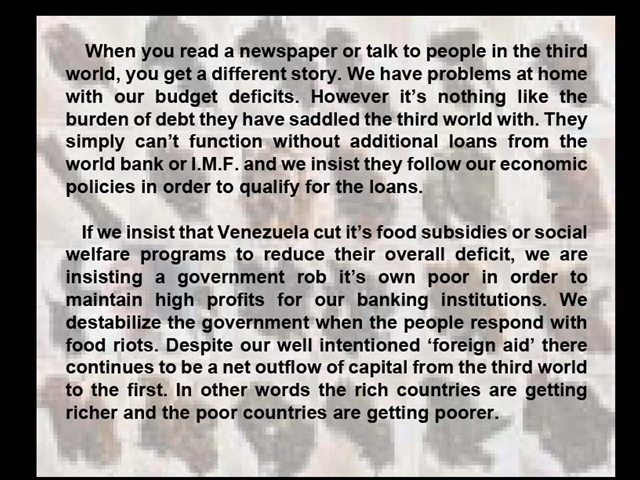 When you read a newspaper or talk to people in the third
world, you get a different story. We have problems at home
with our budget deficits. However it’s nothing like the
burden of debt they have saddled the third world with. They
simply can’t function without additional loans from the
world bank or I.M.F. and we insist they follow our economic
policies in order to qualify for the loans.
If we insist that Venezuela cut it’s food subsidies or social
welfare programs to reduce their overall deficit, we are
insisting a government rob it’s own poor in order to
maintain high profits for our banking institutions. We
destabilize the government when the people respond with
food riots. Despite our well intentioned ‘foreign aid’ there
continues to be a net outflow of capital from the third world
to the first. In other words the rich countries are getting
richer and the poor countries are getting poorer.